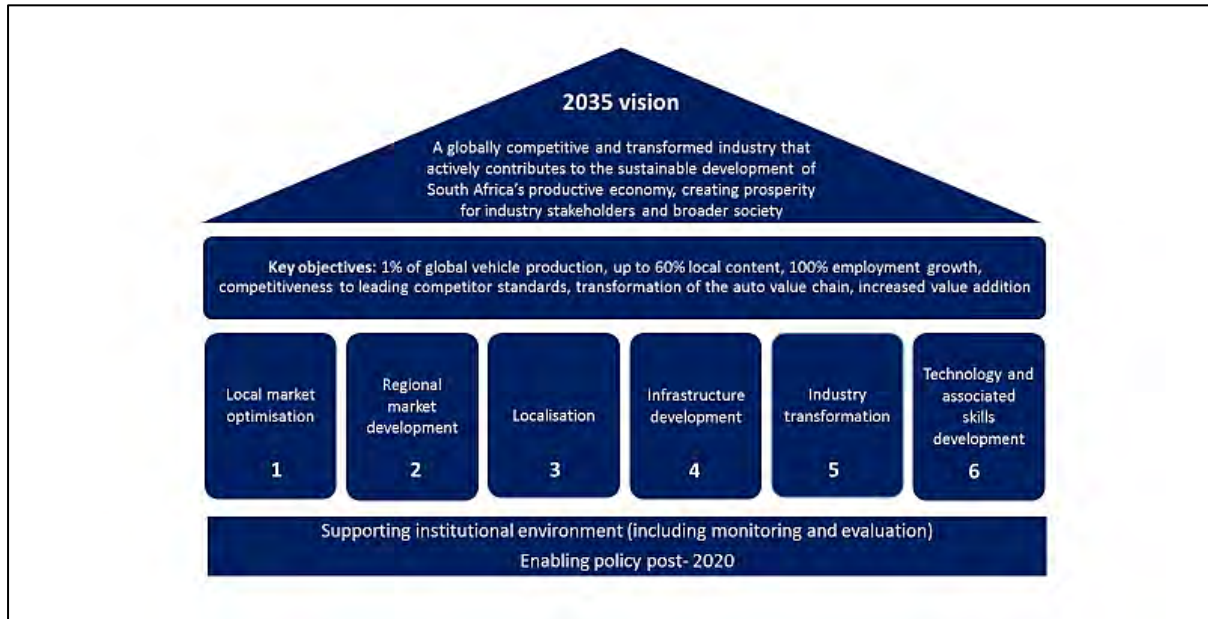 2035 vision
A globally competitive and transformed industry that
actively contributes to the sustainable development of
South Africa's productive economy, creating prosperity
for industry stakeholders and broader society
Key objectives: 1% of global vehicle production, up to 60% local content, 100% employment growth,
competitiveness to leading competitor standards, transformation of the auto value chain, increased value addition
Local market
optimisation
1
Regional
market
development
2
Localisation
3
Infrastructure
development
4
Industry
transformation
5
Technology and
associated
skills
development
6
Supporting institutional environment (including monitoring and evaluation)
Enabling policy post- 2020